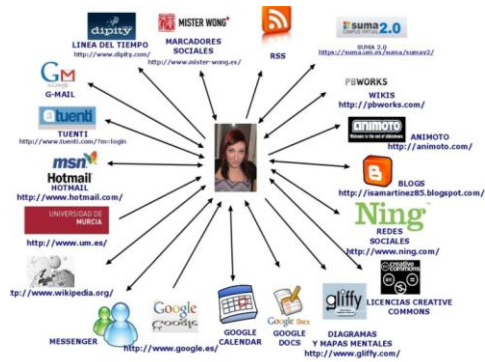 dipity
LINEA DEL TIEMPO
http://www.dipity.com/
MISTER WONG
MARCADORES
SOCIALES
http://www.mister-wong.es/
RSS
suma 2.0
SUMA 2.0
https://suma.um.es/suma/sumav2/
GM
G-MAIL
PBWORKS
WIKIS
http://pbworks.com/
tuenti
TUENTI
http://www.tuenti.com/?m=login
ANIMOTO
ANIMOTO
http://animoto.com/
msn
Hotmail
HOTMAIL
http://www.hotmail.com/
BLOGS
http://isamartinez85.blogspot.com/
UNIVERSIDAD DE
MURCIA
http://www.um.es/
Ning
REDES
SOCIALES
http://www.ning.com/
tp://www.wikipedia.org/
creative
commons
LICENCIAS CREATIVE
COMMONS
MESSENGER
Google
http://www.google.es/
GOOGLE
CALENDAR
Google Docs
GOOGLE
DOCS
gliffy
DIAGRAMAS
Y MAPAS MENTALES
http://www.gliffy.com/